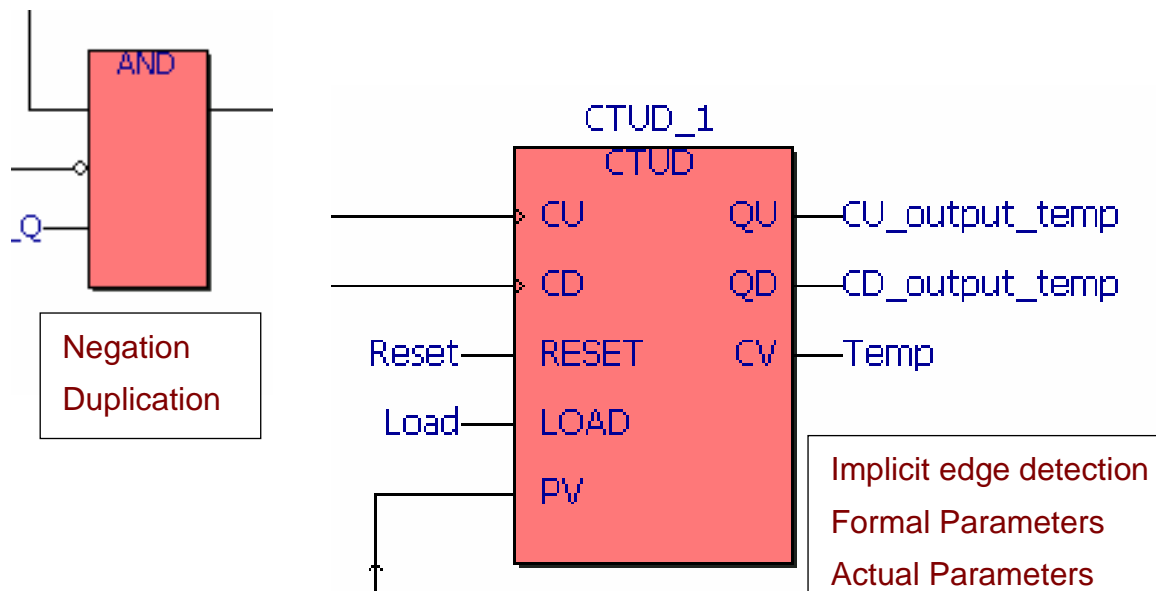 AND
_Q
Negation
Duplication
CTUD_1
CTUD
CU QU CU_output_temp
CD QD CD_output_temp
Reset RESET CV Temp
Load LOAD
PV
Implicit edge detection
Formal Parameters
Actual Parameters